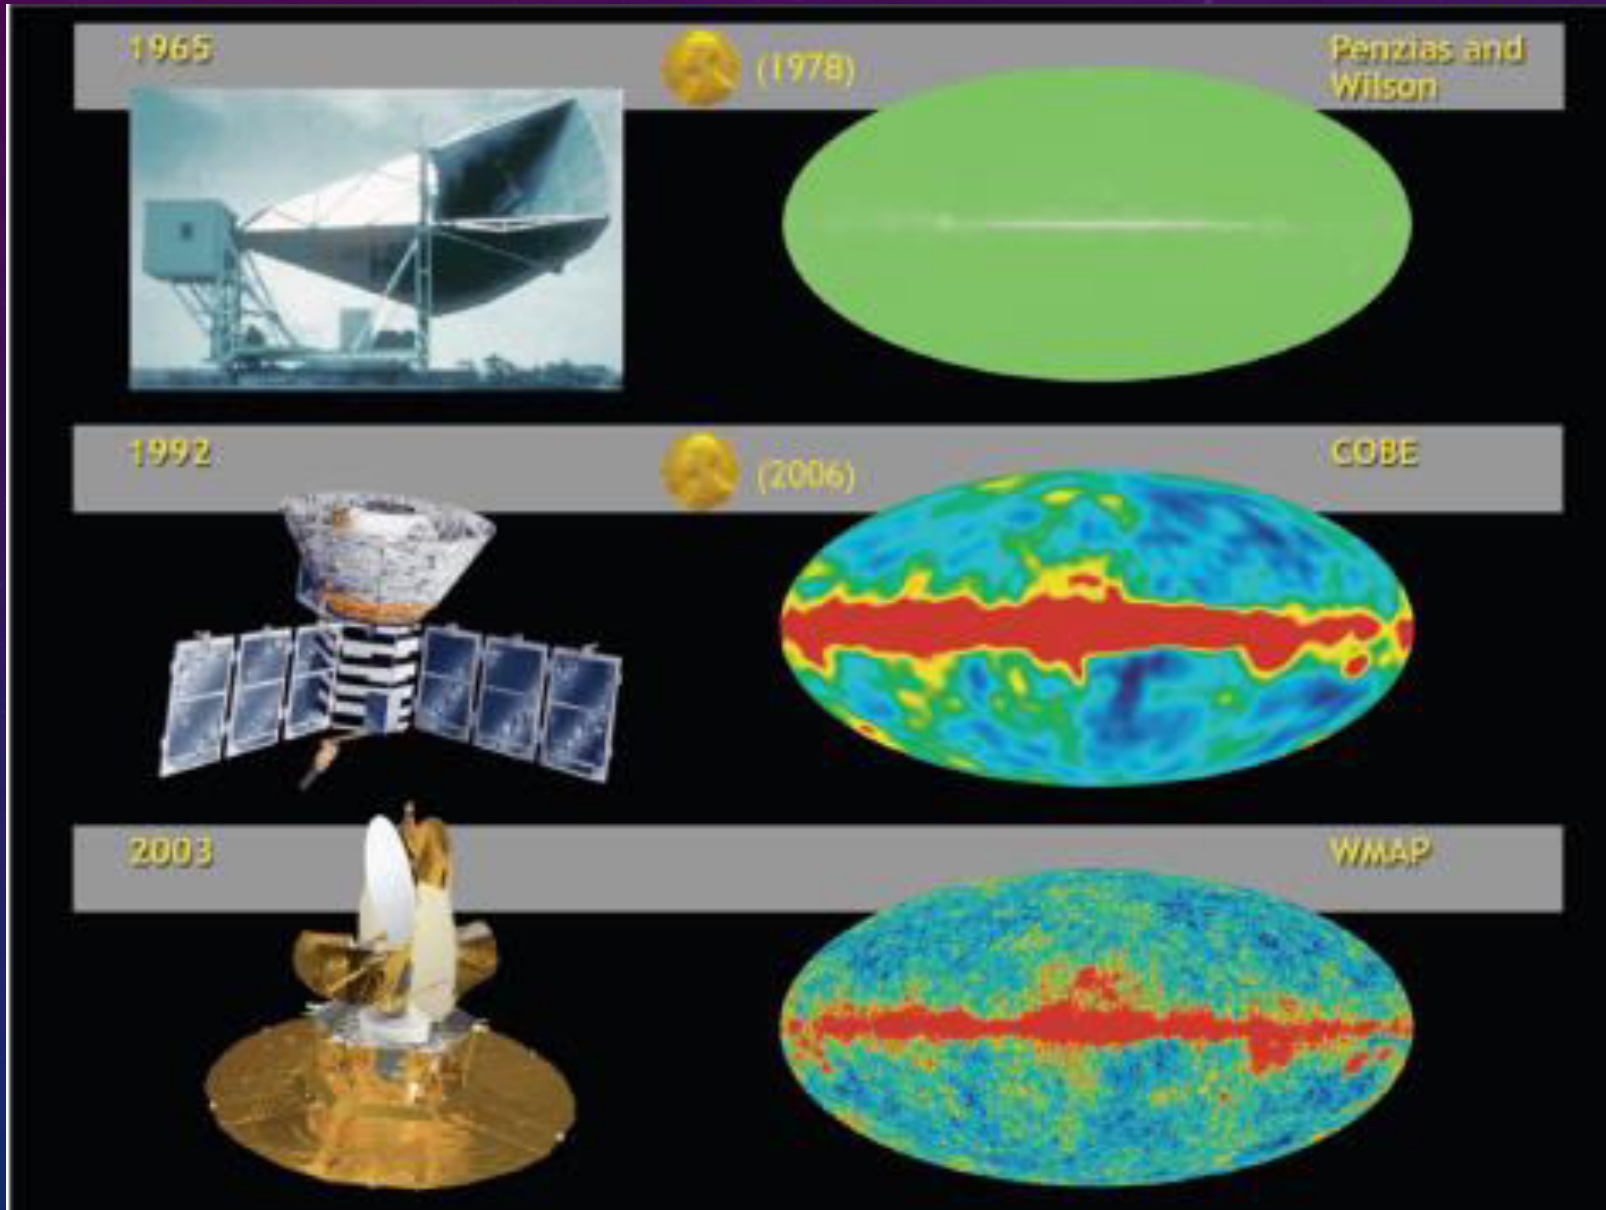 1965
(1978)
Penzias and
Wilson
1992
(2006)
COBE
2003
WMAP